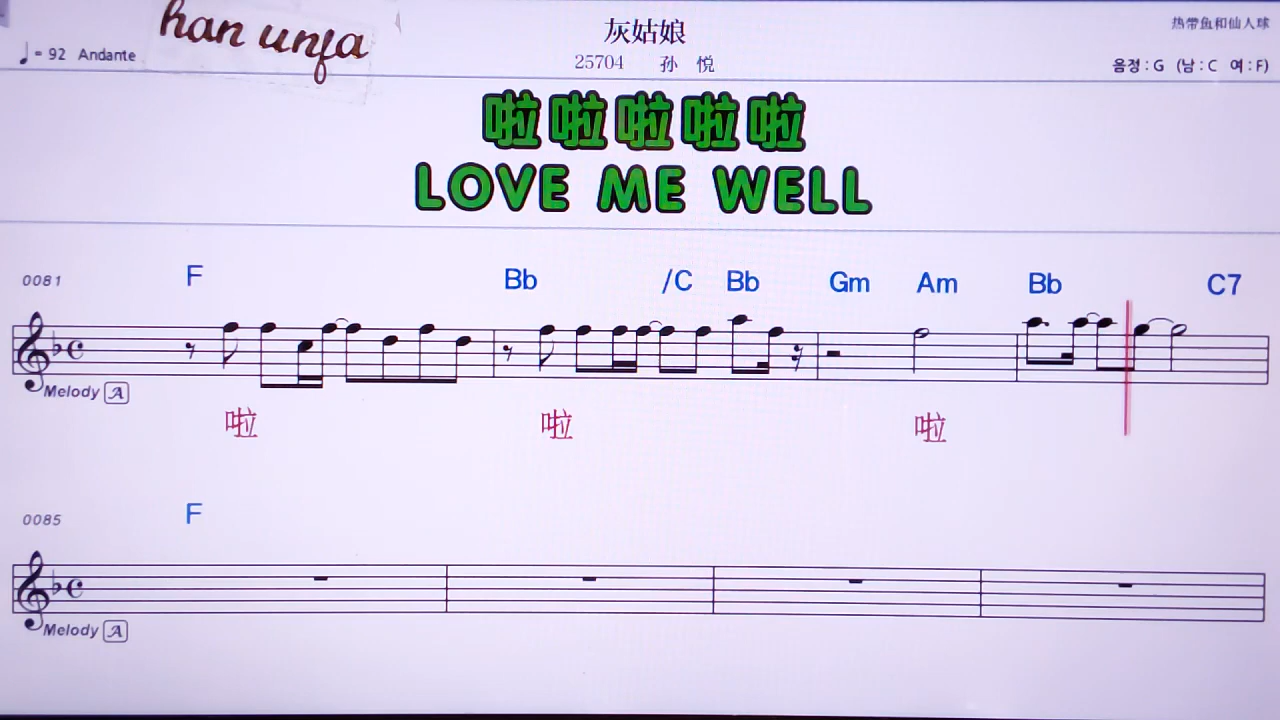 han unfa
灰姑娘
热带鱼和仙人球
♩= 92 Andante
25704 孙 悦
음정 : G (남 : C 여 : F)
啦啦啦啦啦
LOVE ME WELL
0081 F Bb /C Bb Gm Am Bb C7
Melody A
啦 啦 啦
0085 F
Melody A